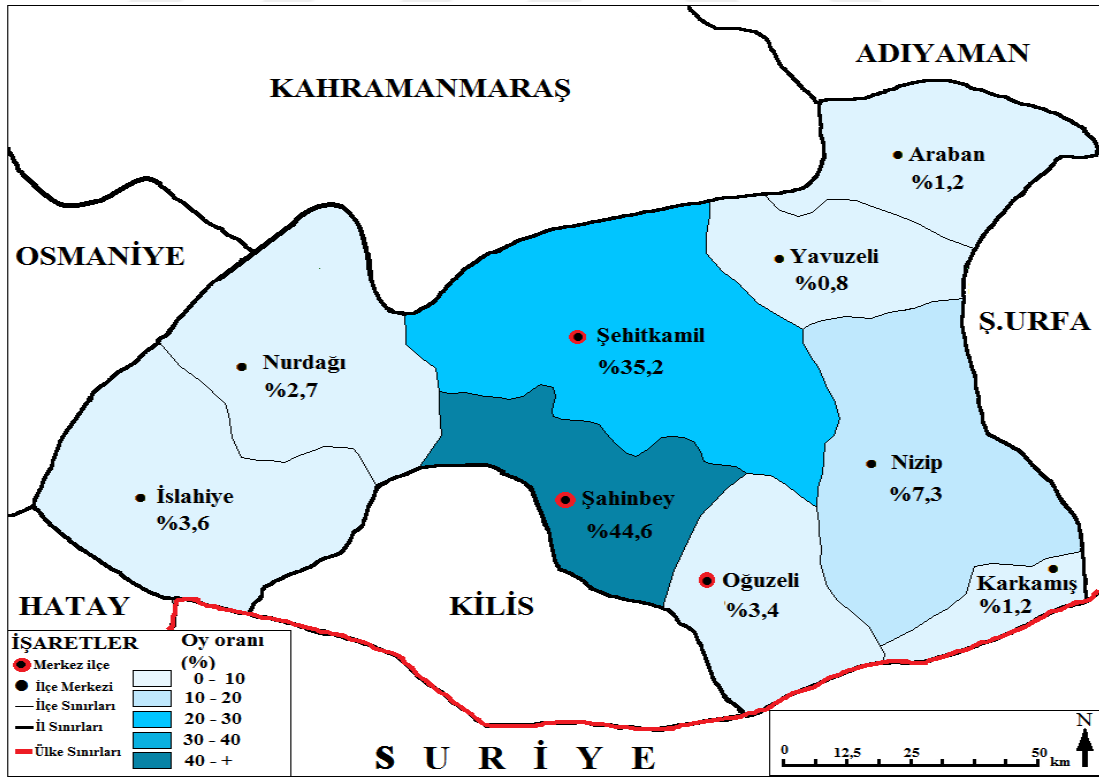 ADIYAMAN
KAHRAMANMARAŞ
Araban
%1,2
OSMANİYE
Yavuzeli
%0,8
Ş.URFA
Şehitkamil
%35,2
Nurdağı
%2,7
Nizip
%7,3
İslahiye
%3,6
Şahinbey
%44,6
Oğuzeli
%3,4
Karkamış
%1,2
HATAY
KİLİS
İŞARETLER
Oy oranı
(%)
Merkez ilçe
0 - 10
İlçe Merkezi
10 - 20
İlçe Sınırları
20 - 30
İl Sınırları
30 - 40
Ülke Sınırları
40 - +
SURİYE
N
0 12,5 25 50 km